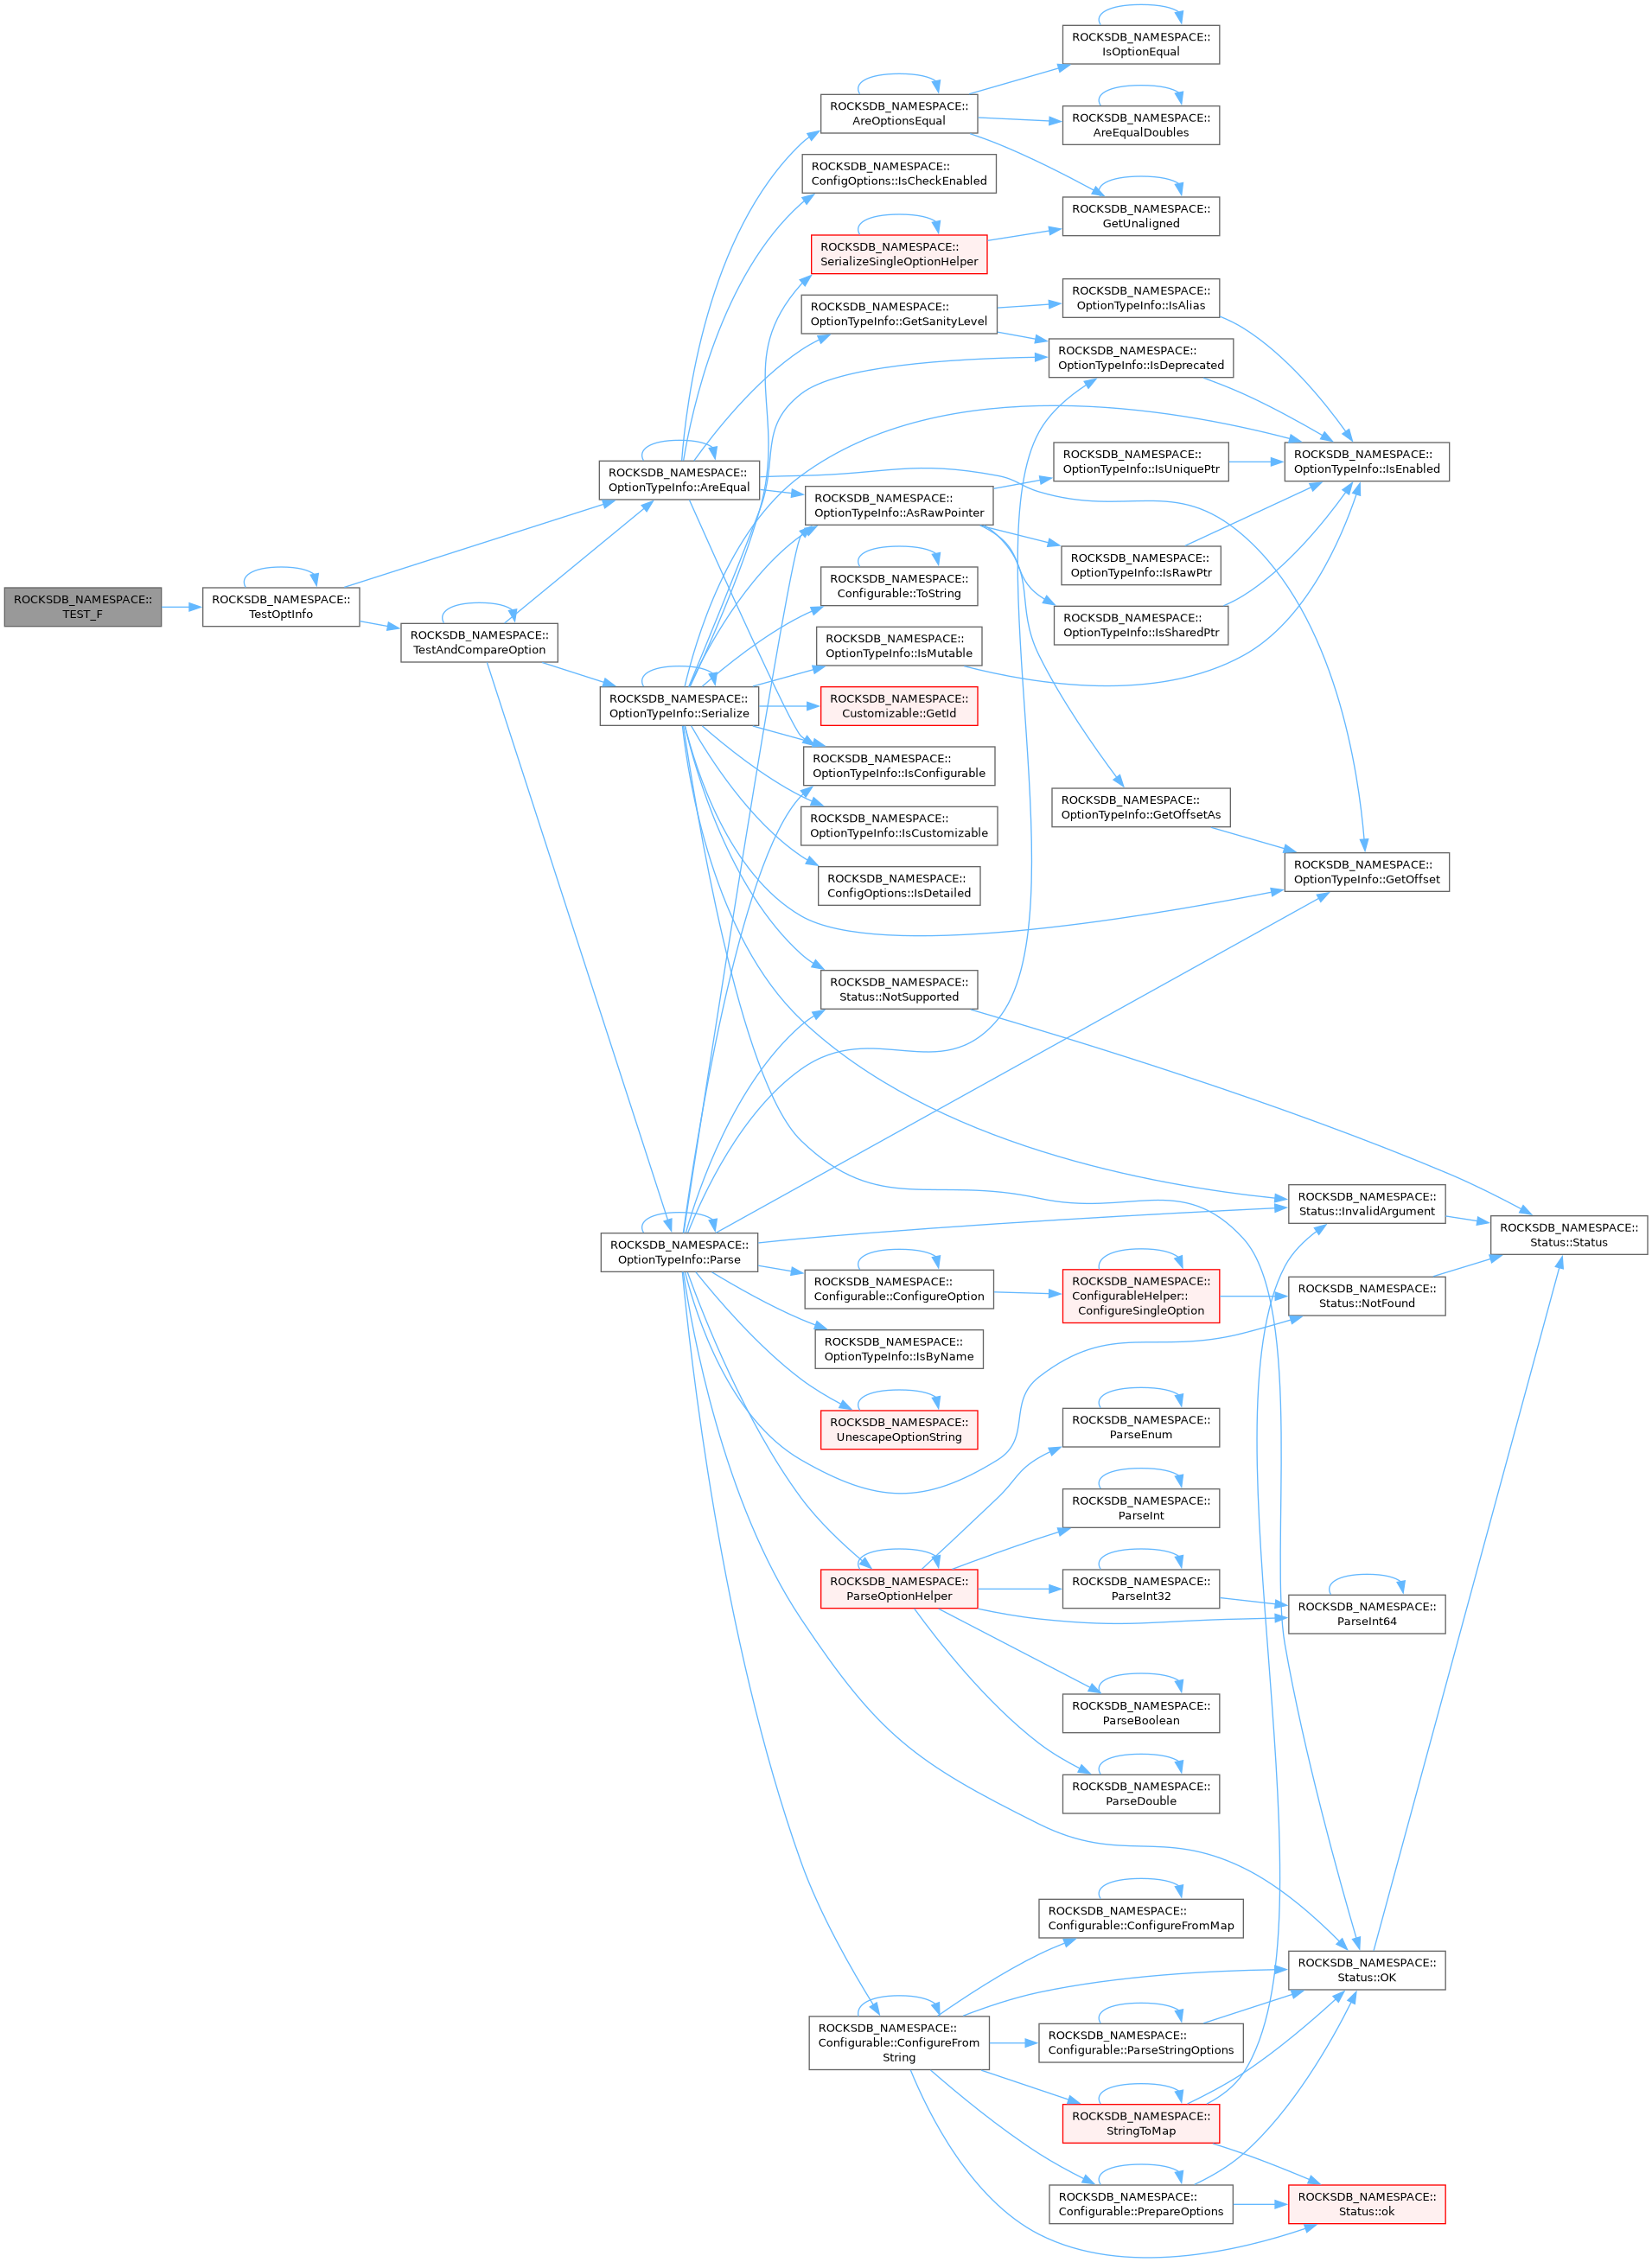 ROCKSDB_NAMESPACE::
IsOptionEqual
ROCKSDB_NAMESPACE::
AreOptionsEqual
ROCKSDB_NAMESPACE::
AreEqualDoubles
ROCKSDB_NAMESPACE::
ConfigOptions::IsCheckEnabled
ROCKSDB_NAMESPACE::
GetUnaligned
ROCKSDB_NAMESPACE::
SerializeSingleOptionHelper
ROCKSDB_NAMESPACE::
OptionTypeInfo::IsAlias
ROCKSDB_NAMESPACE::
OptionTypeInfo::GetSanityLevel
ROCKSDB_NAMESPACE::
OptionTypeInfo::IsDeprecated
ROCKSDB_NAMESPACE::
OptionTypeInfo::AreEqual
ROCKSDB_NAMESPACE::
OptionTypeInfo::IsUniquePtr
ROCKSDB_NAMESPACE::
OptionTypeInfo::IsEnabled
ROCKSDB_NAMESPACE::
OptionTypeInfo::AsRawPointer
ROCKSDB_NAMESPACE::
OptionTypeInfo::IsRawPtr
ROCKSDB_NAMESPACE::
TEST_F
ROCKSDB_NAMESPACE::
TestOptInfo
ROCKSDB_NAMESPACE::
Configurable::ToString
ROCKSDB_NAMESPACE::
OptionTypeInfo::IsSharedPtr
ROCKSDB_NAMESPACE::
TestAndCompareOption
ROCKSDB_NAMESPACE::
OptionTypeInfo::IsMutable
ROCKSDB_NAMESPACE::
OptionTypeInfo::Serialize
ROCKSDB_NAMESPACE::
Customizable::GetId
ROCKSDB_NAMESPACE::
OptionTypeInfo::IsConfigurable
ROCKSDB_NAMESPACE::
OptionTypeInfo::GetOffsetAs
ROCKSDB_NAMESPACE::
OptionTypeInfo::IsCustomizable
ROCKSDB_NAMESPACE::
OptionTypeInfo::GetOffset
ROCKSDB_NAMESPACE::
ConfigOptions::IsDetailed
ROCKSDB_NAMESPACE::
Status::NotSupported
ROCKSDB_NAMESPACE::
Status::InvalidArgument
ROCKSDB_NAMESPACE::
Status::Status
ROCKSDB_NAMESPACE::
OptionTypeInfo::Parse
ROCKSDB_NAMESPACE::
Configurable::ConfigureOption
ROCKSDB_NAMESPACE::
ConfigurableHelper::
ConfigureSingleOption
ROCKSDB_NAMESPACE::
Status::NotFound
ROCKSDB_NAMESPACE::
OptionTypeInfo::IsByName
ROCKSDB_NAMESPACE::
UnescapeOptionString
ROCKSDB_NAMESPACE::
ParseEnum
ROCKSDB_NAMESPACE::
ParseInt
ROCKSDB_NAMESPACE::
ParseOptionHelper
ROCKSDB_NAMESPACE::
ParseInt32
ROCKSDB_NAMESPACE::
ParseInt64
ROCKSDB_NAMESPACE::
ParseBoolean
ROCKSDB_NAMESPACE::
ParseDouble
ROCKSDB_NAMESPACE::
Configurable::ConfigureFromMap
ROCKSDB_NAMESPACE::
Status::OK
ROCKSDB_NAMESPACE::
Configurable::ConfigureFrom
String
ROCKSDB_NAMESPACE::
Configurable::ParseStringOptions
ROCKSDB_NAMESPACE::
StringToMap
ROCKSDB_NAMESPACE::
Configurable::PrepareOptions
ROCKSDB_NAMESPACE::
Status::ok